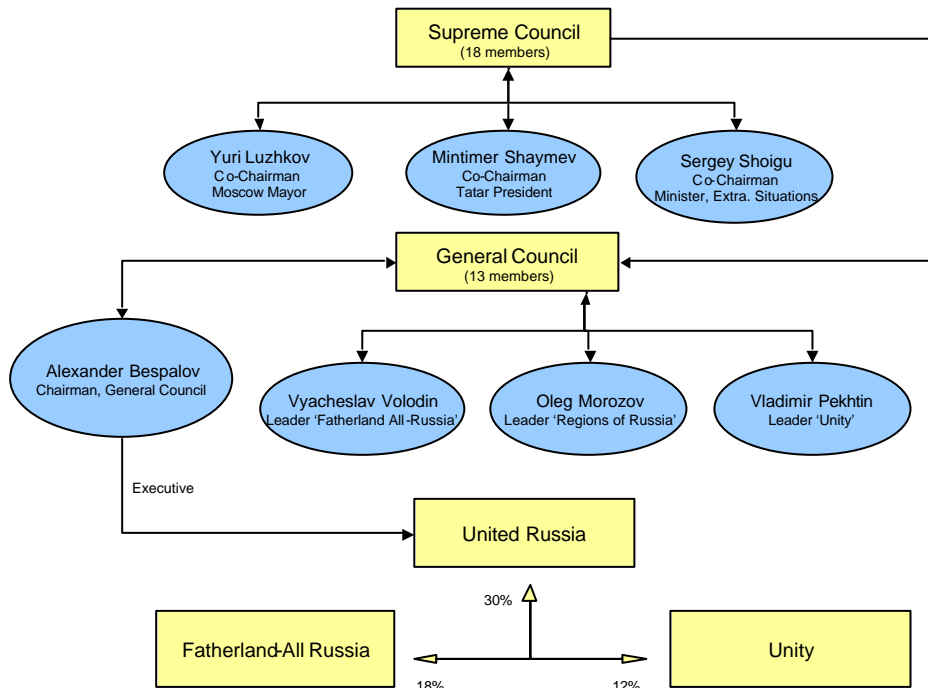 Supreme Council
(18 members)
Yuri Luzhkov
Co-Chairman
Moscow Mayor
Mintimer Shaymev
Co-Chairman
Tatar President
Sergey Shoigu
Co-Chairman
Minister, Extra. Situations
General Council
(13 members)
Alexander Bespalov
Chairman, General Council
Vyacheslav Volodin
Leader ‘Fatherland All-Russia’
Oleg Morozov
Leader ‘Regions of Russia’
Vladimir Pekhtin
Leader ‘Unity’
Executive
United Russia
30%
Fatherland-All Russia
Unity
18%
12%